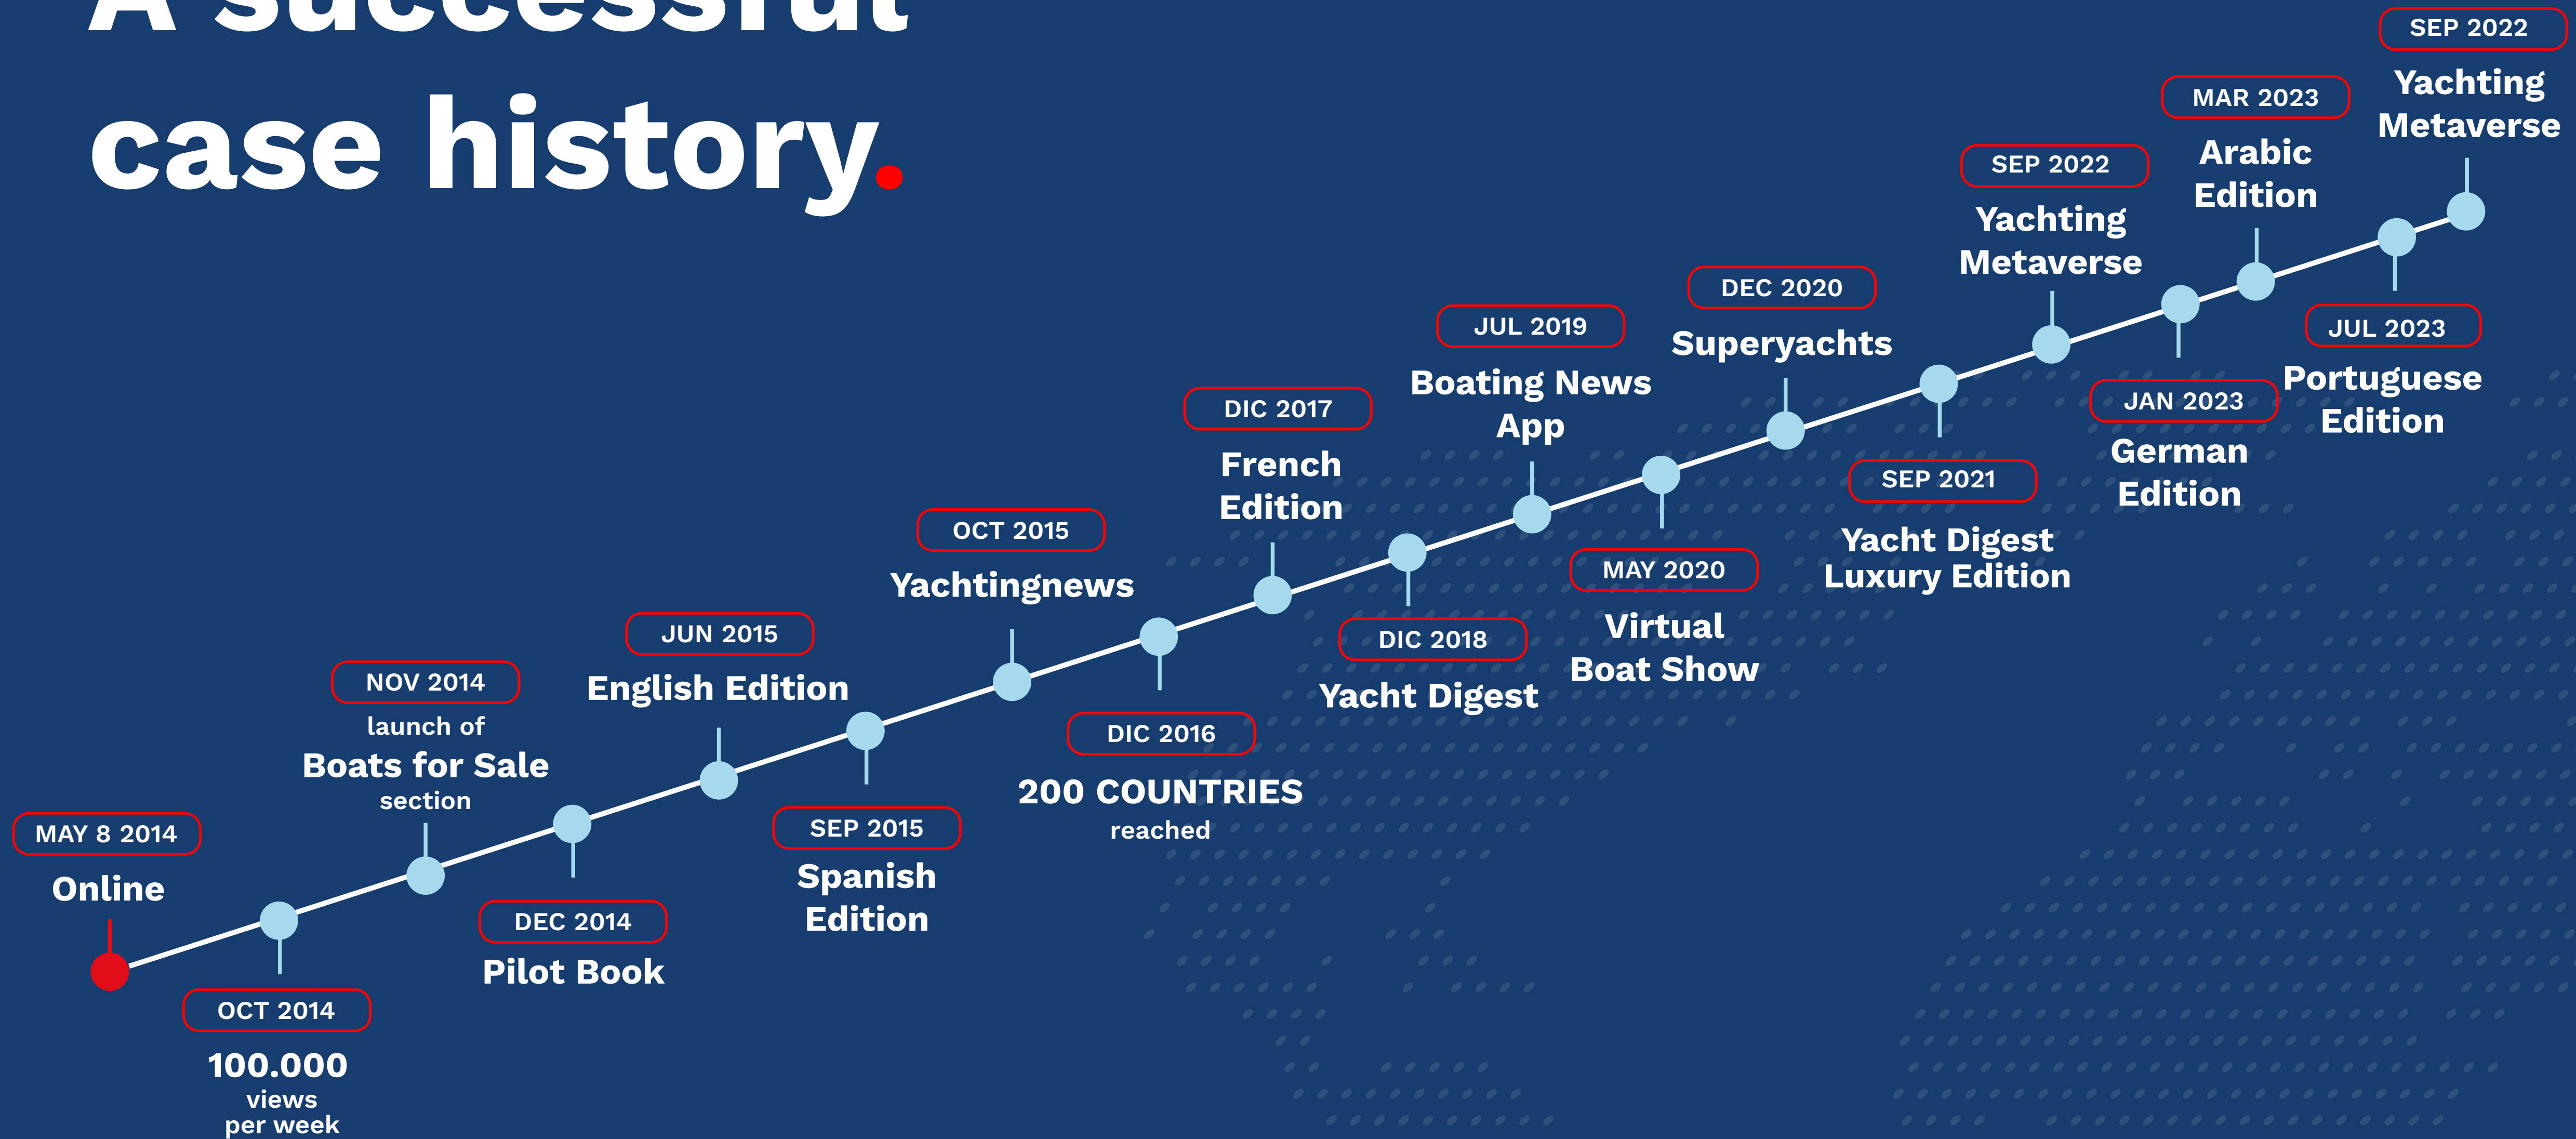 A successful
case history.
MAY 8 2014
Online
OCT 2014
100.000
views
per week
NOV 2014
launch of
Boats for Sale
section
DEC 2014
Pilot Book
JUN 2015
English Edition
SEP 2015
Spanish
Edition
OCT 2015
Yachtingnews
DIC 2016
200 COUNTRIES
reached
DIC 2017
French
Edition
DIC 2018
Yacht Digest
JUL 2019
Boating News
App
MAY 2020
Virtual
Boat Show
DEC 2020
Superyachts
SEP 2021
Yacht Digest
Luxury Edition
SEP 2022
Yachting
Metaverse
JAN 2023
German
Edition
MAR 2023
Arabic
Edition
JUL 2023
Portuguese
Edition
SEP 2022
Yachting
Metaverse